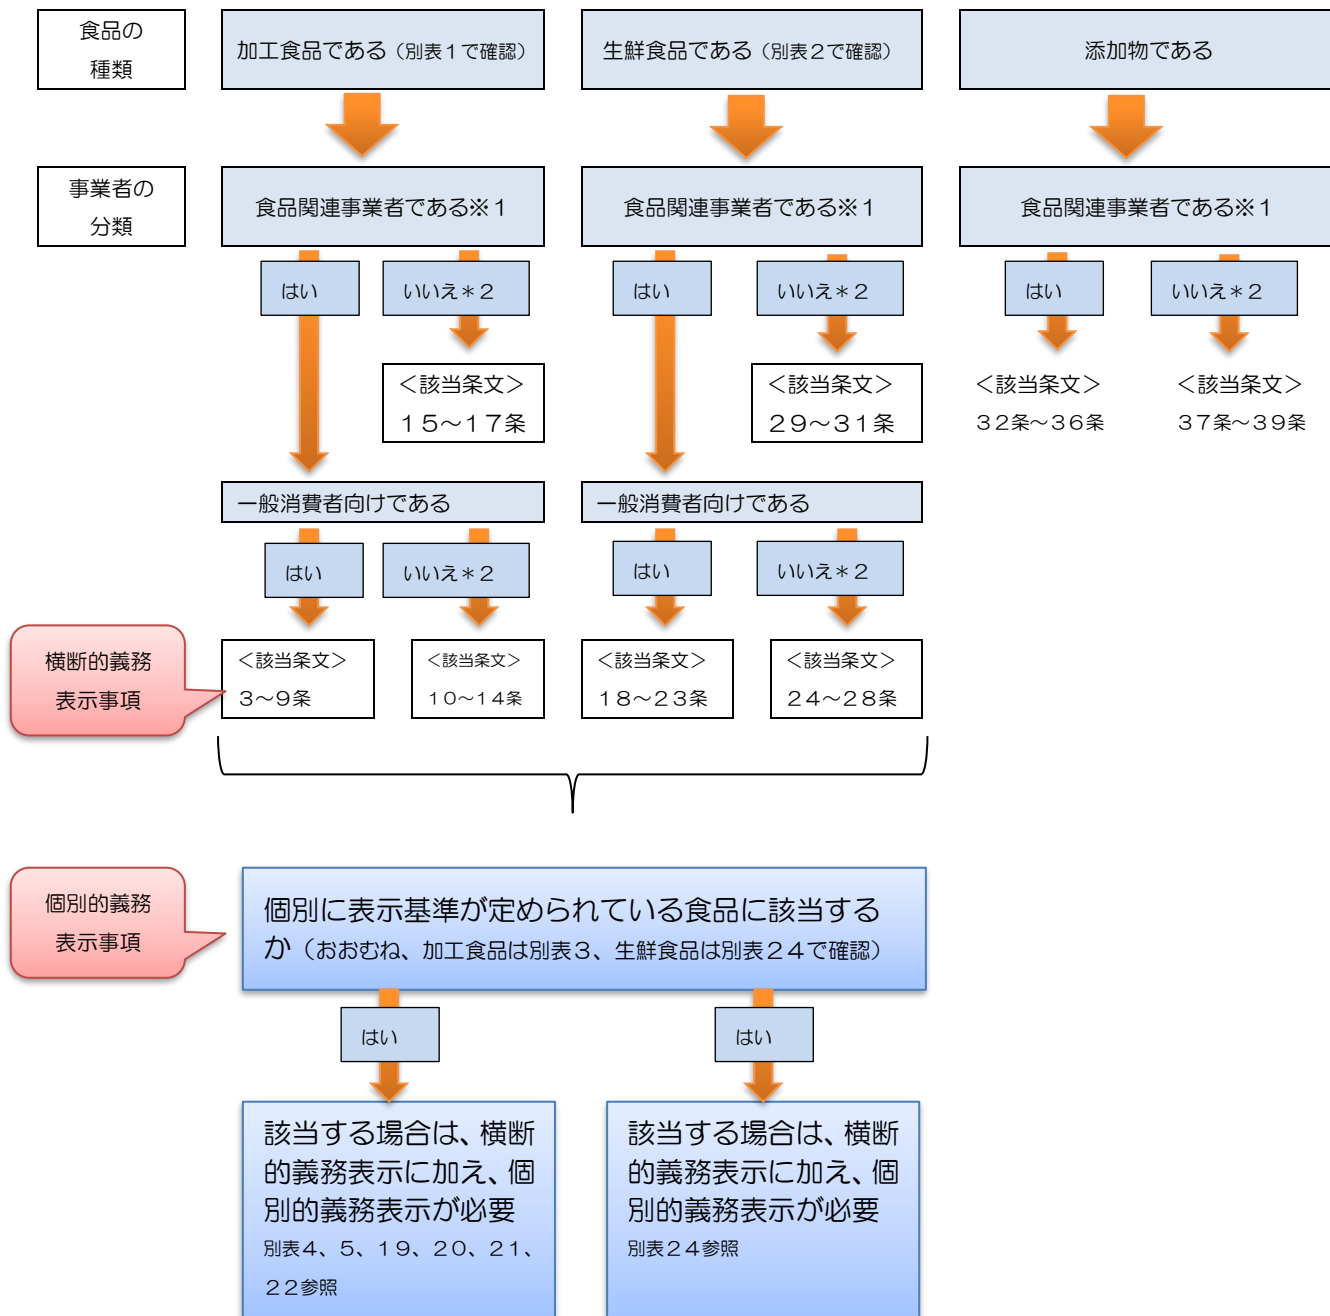 食品の
種類
加工食品である（別表１で確認）
生鮮食品である（別表２で確認）
添加物である
事業者の
分類
食品関連事業者である※１
食品関連事業者である※１
食品関連事業者である※１
はい
いいえ＊２
はい
いいえ＊２
はい
いいえ＊２
＜該当条文＞
１５～１７条
＜該当条文＞
２９～３１条
＜該当条文＞
３２条～３６条
＜該当条文＞
３７条～３９条
一般消費者向けである
一般消費者向けである
はい
いいえ＊２
はい
いいえ＊２
横断的義務
表示事項
＜該当条文＞
３～９条
＜該当条文＞
１０～１４条
＜該当条文＞
１８～２３条
＜該当条文＞
２４～２８条
個別的義務
表示事項
個別に表示基準が定められている食品に該当する
か（おおむね、加工食品は別表３、生鮮食品は別表２４で確認）
はい
はい
該当する場合は、横断
的義務表示に加え、個
別的義務表示が必要
別表４、５、１９、２０、２１、
２２参照
該当する場合は、横断
的義務表示に加え、個
別的義務表示が必要
別表２４参照